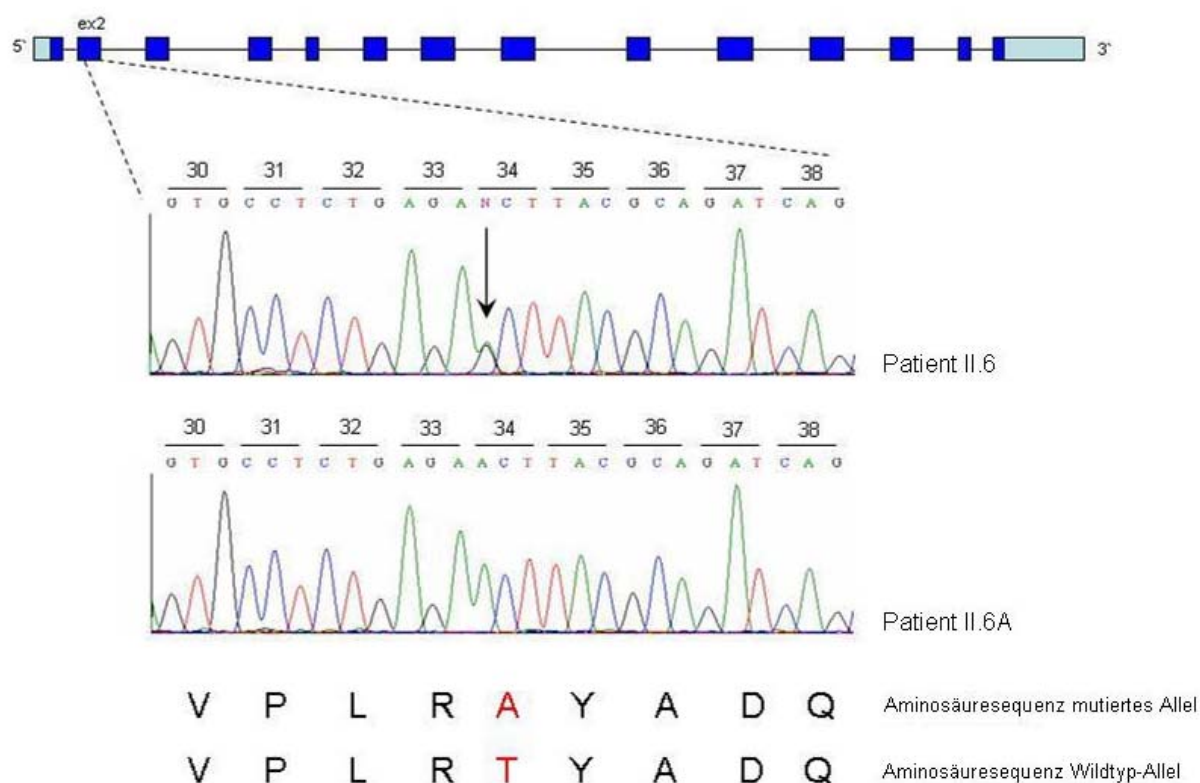 ex2
5` 3`
30 31 32 33 34 35 36 37 38
G T G C C T C T G A G A N C T T A C G C A G A T C A G
Patient II.6
30 31 32 33 34 35 36 37 38
G T G C C T C T G A G A A C T T A C G C A G A T C A G
Patient II.6A
V P L R A Y A D Q Aminosäuresequenz mutiertes Allel
V P L R T Y A D Q Aminosäuresequenz Wildtyp-Allel